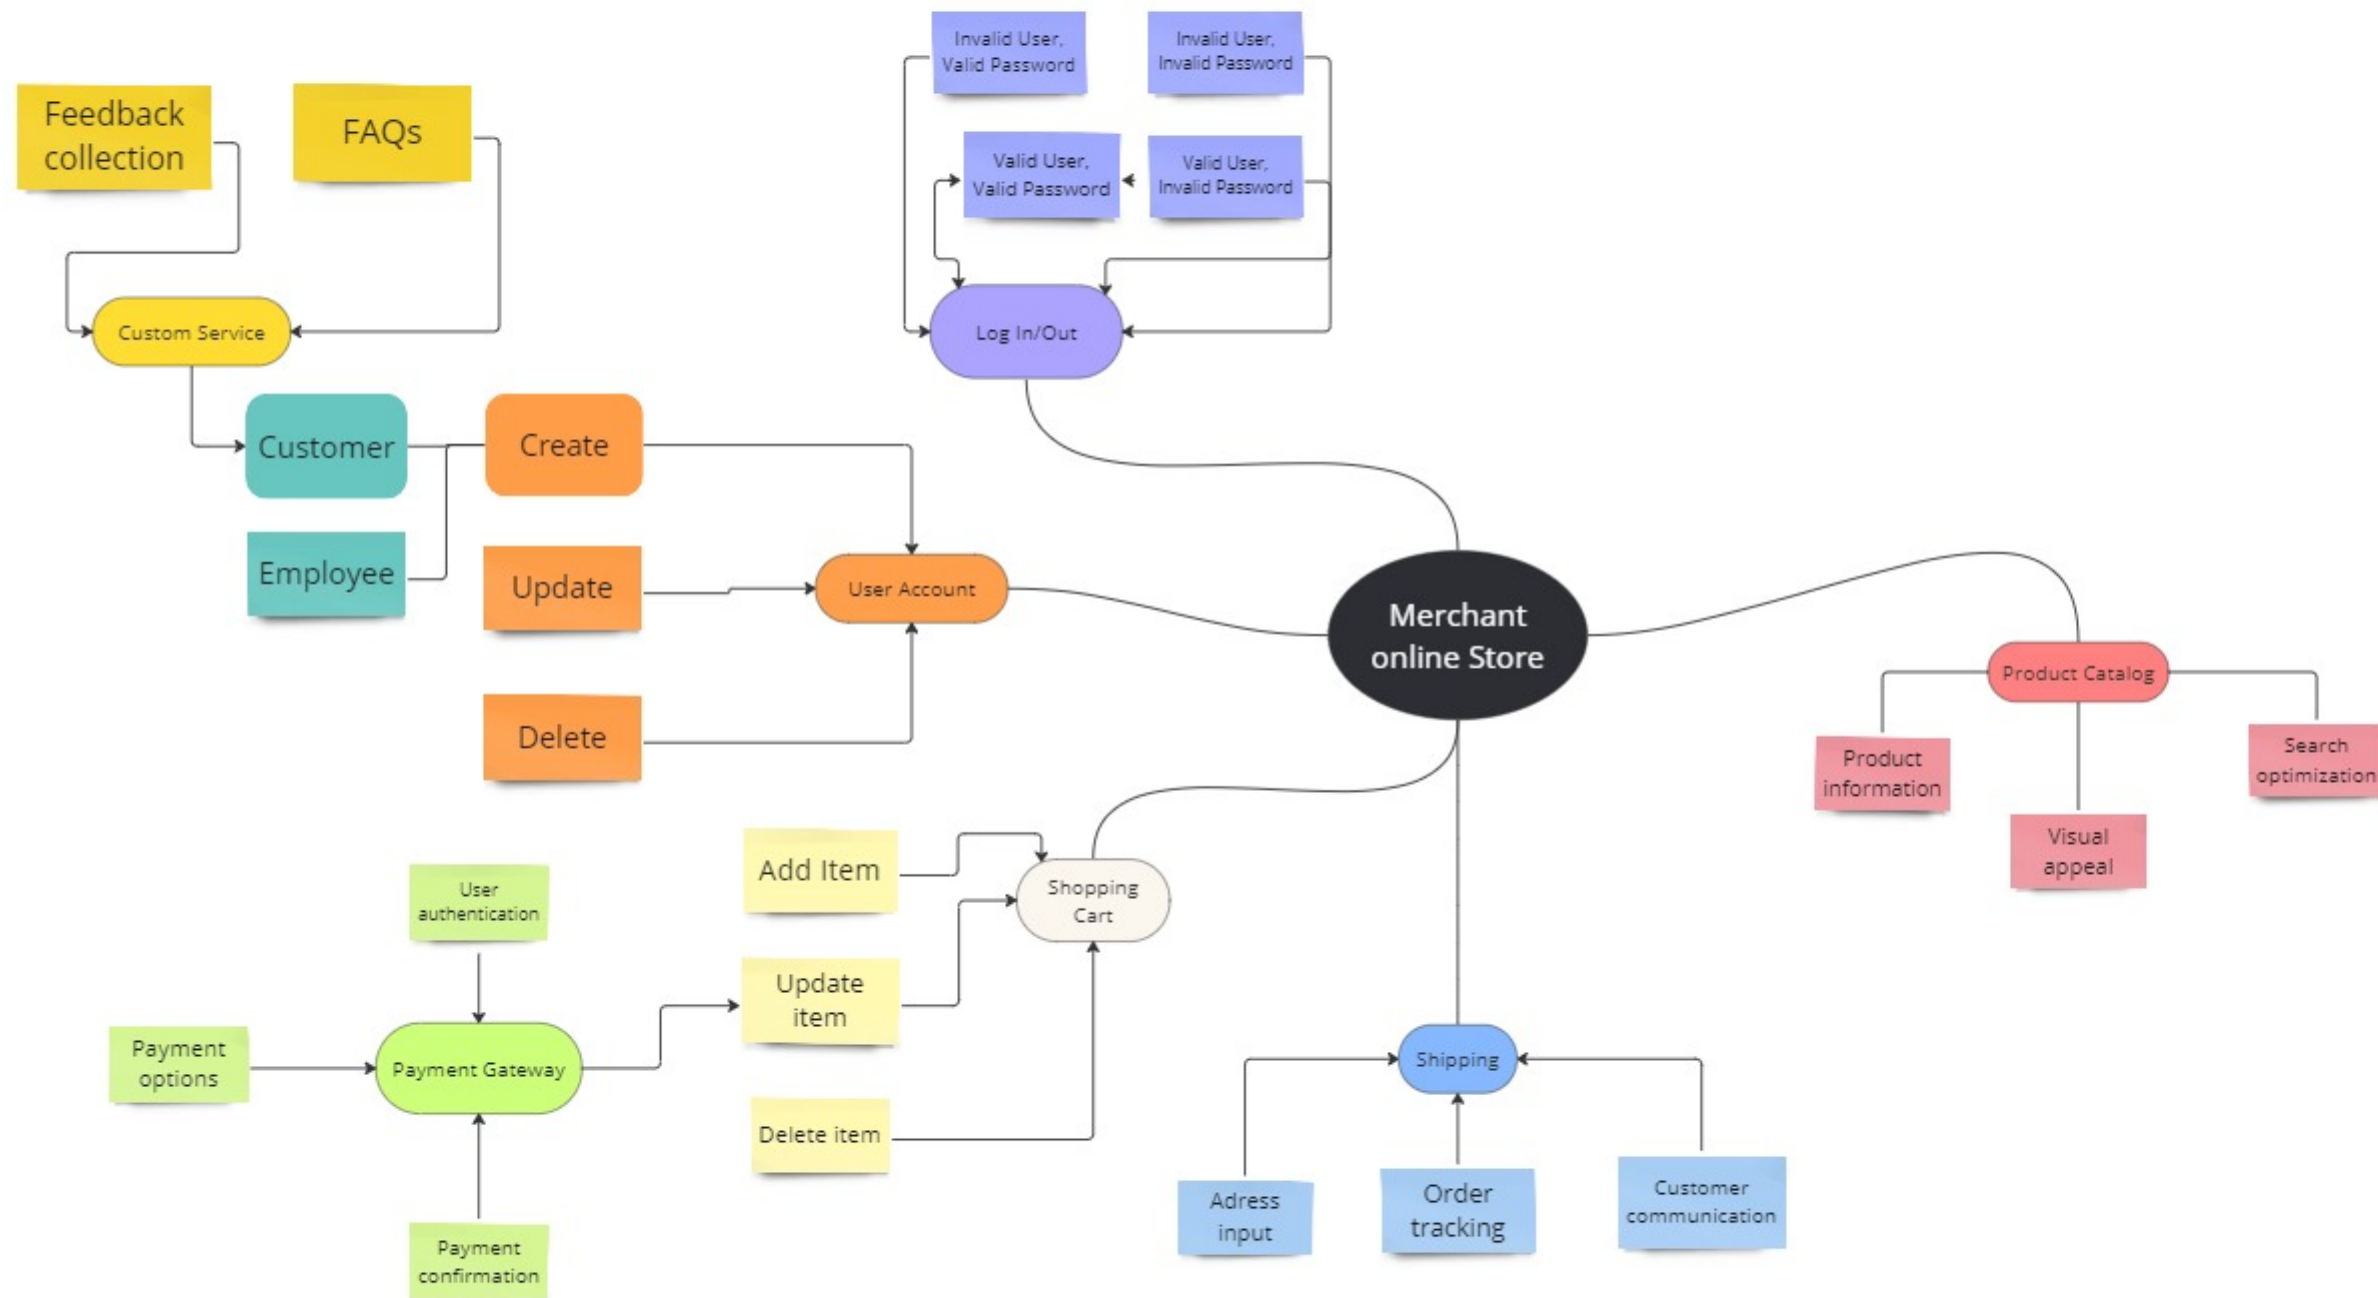 Invalid User,
Valid Password
Invalid User,
Invalid Password
Feedback
collection
FAQs
Valid User,
Valid Password
Valid User,
Invalid Password
Custom Service
Log In/Out
Customer
Create
Employee
Update
User Account
Delete
Merchant
online Store
Product Catalog
Product
information
Search
optimization
Visual
appeal
Add Item
Shopping
Cart
User
authentication
Update
item
Payment
options
Payment Gateway
Delete item
Payment
confirmation
Shipping
Adress
input
Order
tracking
Customer
communication